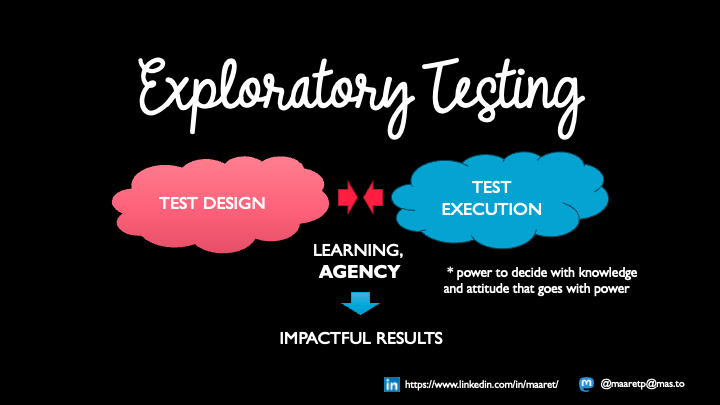 Exploratory Testing
TEST DESIGN
TEST
EXECUTION
LEARNING,
AGENCY
* power to decide with knowledge
and attitude that goes with power
IMPACTFUL RESULTS
in https://www.linkedin.com/in/maaret/
m @maaretp@mas.to